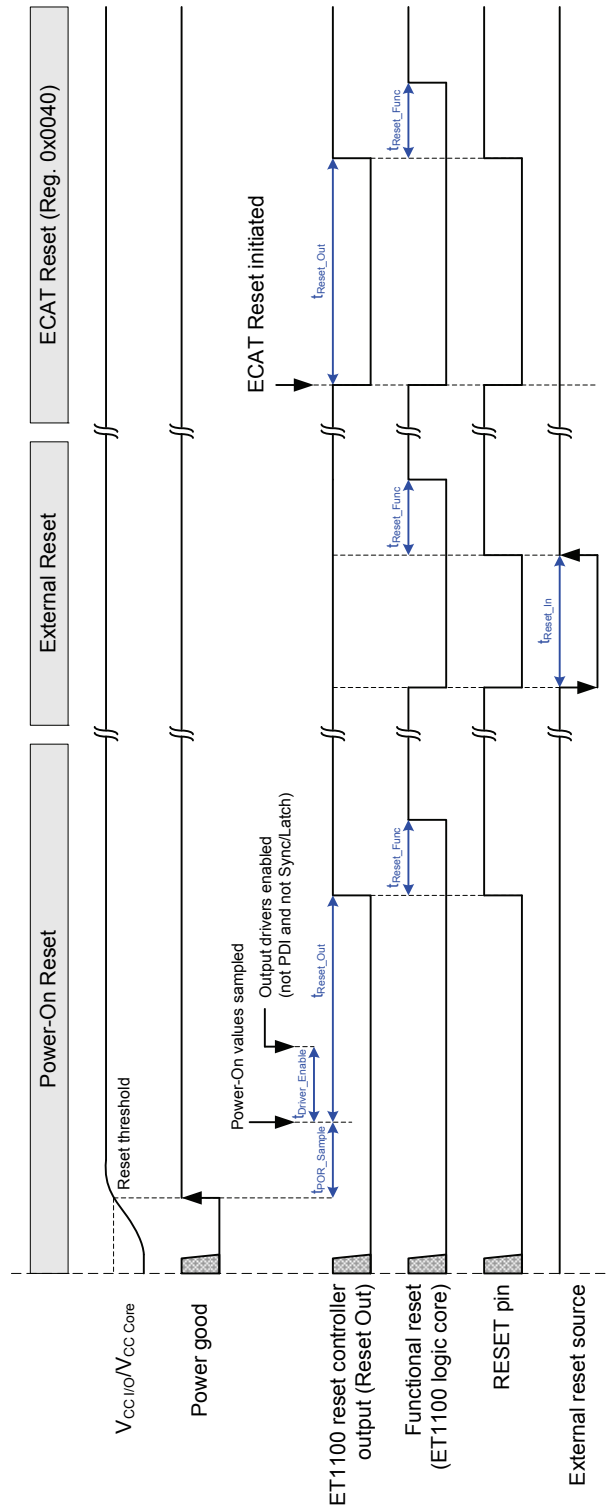 Power-On Reset
External Reset
ECAT Reset (Reg. 0x0040)
VCC I/O/VCC Core
Reset threshold
Power good
Power-On values sampled
Output drivers enabled
(not PDI and not Sync/Latch)
ECAT Reset initiated
tDriver_Enable
tPOR_Sample
tReset_Out
tReset_Out
ET1100 reset controller
output (Reset Out)
tReset_Func
tReset_Func
tReset_Func
Functional reset
(ET1100 logic core)
RESET pin
tReset_In
External reset source